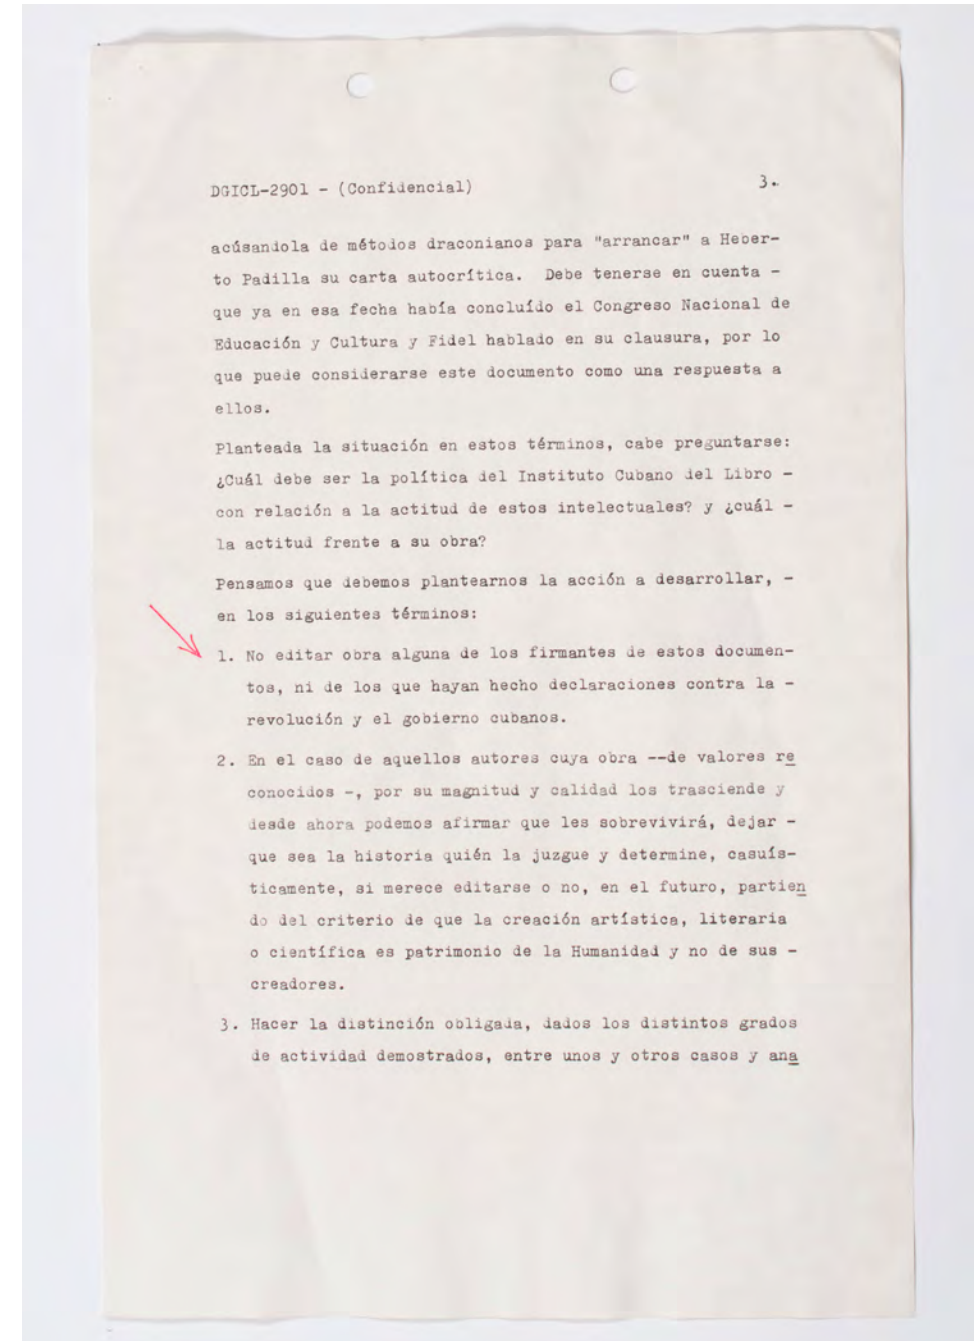 DGICL-2901 - (Confidencial) 3.
acúsandola de métodos draconianos para "arrancar" a Heber-
to Padilla su carta autocrítica. Debe tenerse en cuenta -
que ya en esa fecha había concluído el Congreso Nacional de
Educación y Cultura y Fidel hablado en su clausura, por lo
que puede considerarse este documento como una respuesta a
ellos.
Planteada la situación en estos términos, cabe preguntarse:
¿Cuál debe ser la política del Instituto Cubano del Libro -
con relación a la actitud de estos intelectuales? y ¿cuál -
la actitud frente a su obra?
Pensamos que debemos plantearnos la acción a desarrollar, -
en los siguientes términos:
1. No editar obra alguna de los firmantes de estos documen-
tos, ni de los que hayan hecho declaraciones contra la -
revolución y el gobierno cubanos.
2. En el caso de aquellos autores cuya obra --de valores re
conocidos -, por su magnitud y calidad los trasciende y
desde ahora podemos afirmar que les sobrevivirá, dejar -
que sea la historia quién la juzgue y determine, casuís-
ticamente, si merece editarse o no, en el futuro, partien
do del criterio de que la creación artística, literaria
o científica es patrimonio de la Humanidad y no de sus -
creadores.
3. Hacer la distinción obligada, dados los distintos grados
de actividad demostrados, entre unos y otros casos y ana